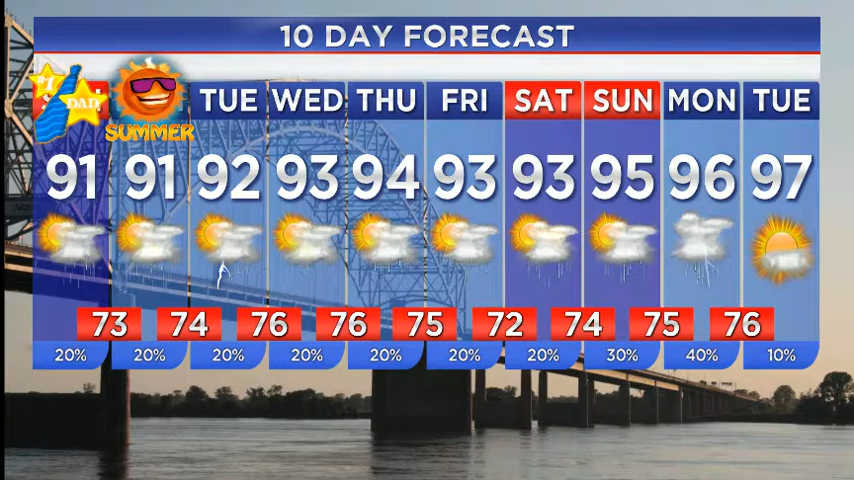 10 DAY FORECAST
#1 DAD
SUMMER
TUE WED THU FRI SAT SUN MON TUE
91 91 92 93 94 93 93 95 96 97
73 74 76 76 75 72 74 75 76
20% 20% 20% 20% 20% 20% 20% 30% 40% 10%